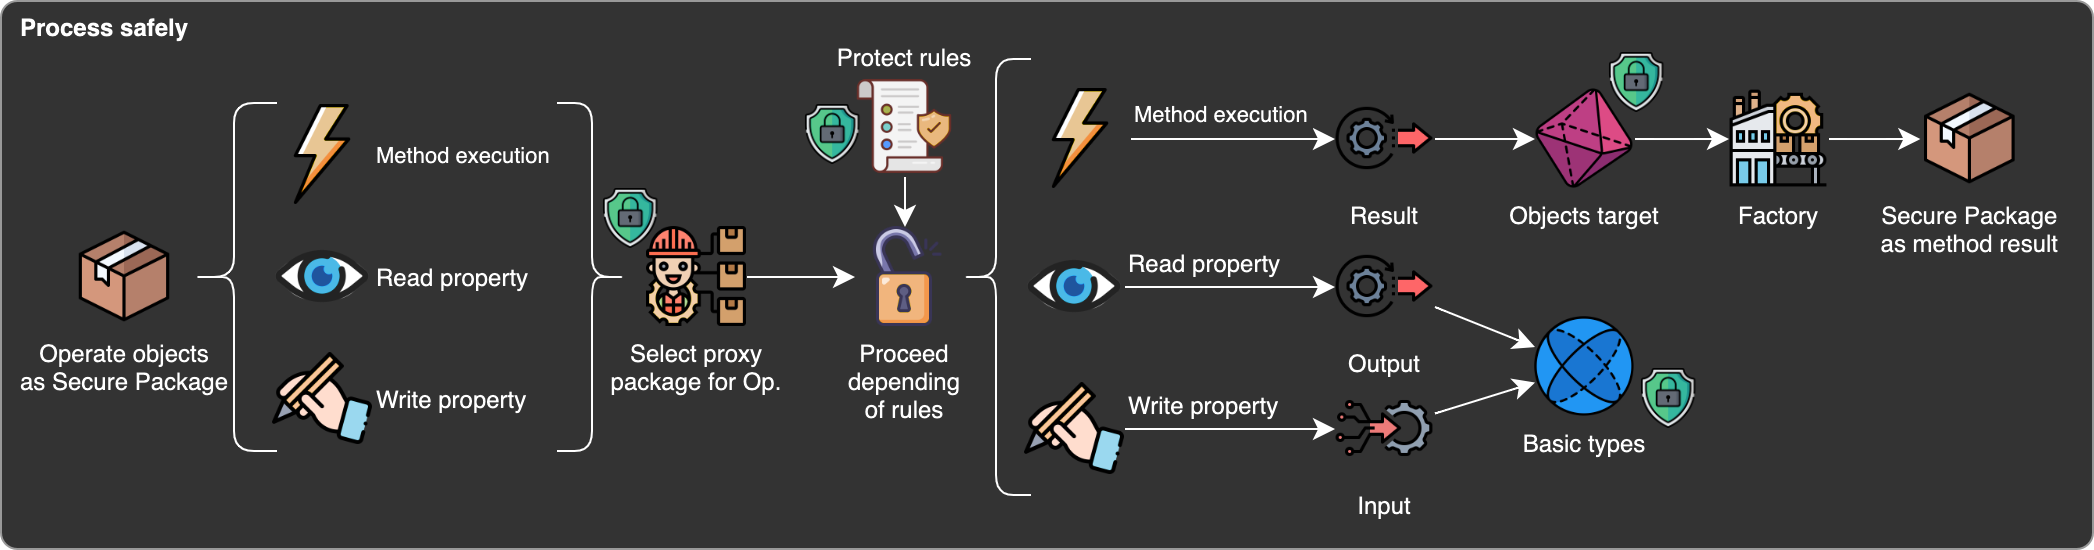 Process safely
Operate objects
as Secure Package
Method execution
Read property
Write property
Select proxy
package for Op.
Protect rules
Proceed
depending
of rules
Method execution
Result
Objects target
Factory
Secure Package
as method result
Read property
Output
Write property
Input
Basic types